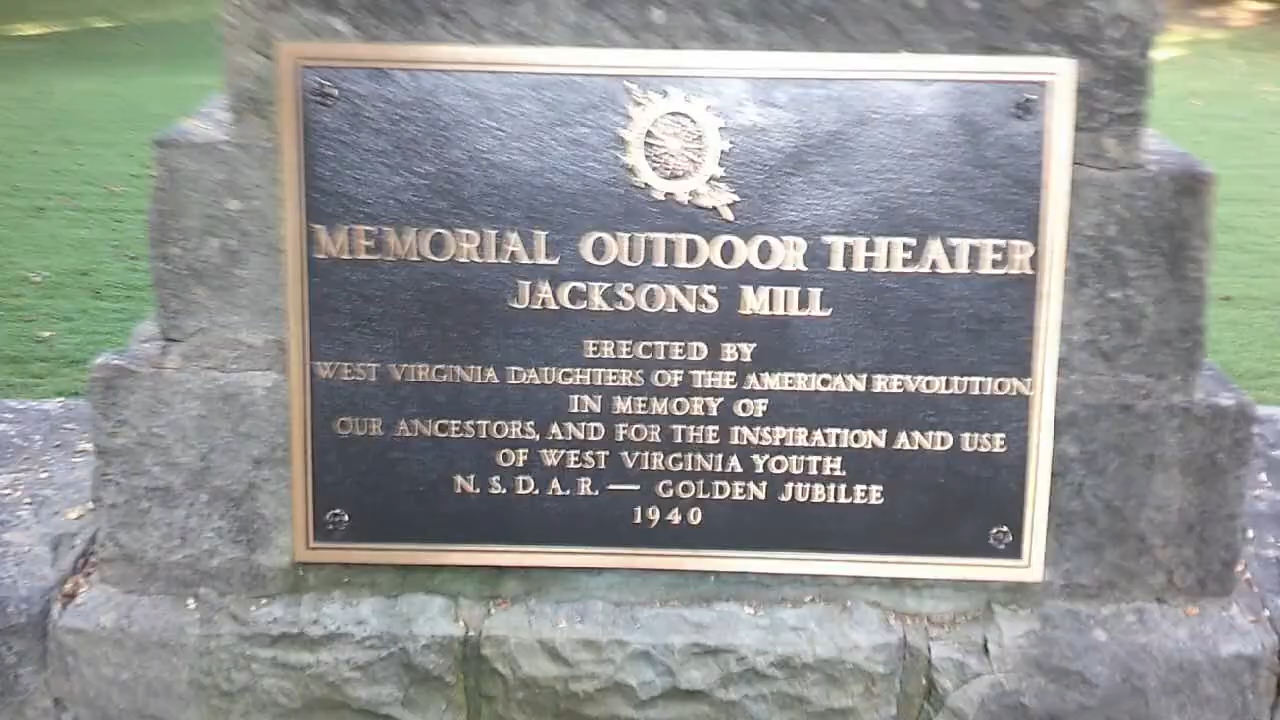 MEMORIAL OUTDOOR THEATER
JACKSONS MILL
ERECTED BY
WEST VIRGINIA DAUGHTERS OF THE AMERICAN REVOLUTION.
IN MEMORY OF
OUR ANCESTORS, AND FOR THE INSPIRATION AND USE
OF WEST VIRGINIA YOUTH.
N. S. D. A. R. — GOLDEN JUBILEE
1940